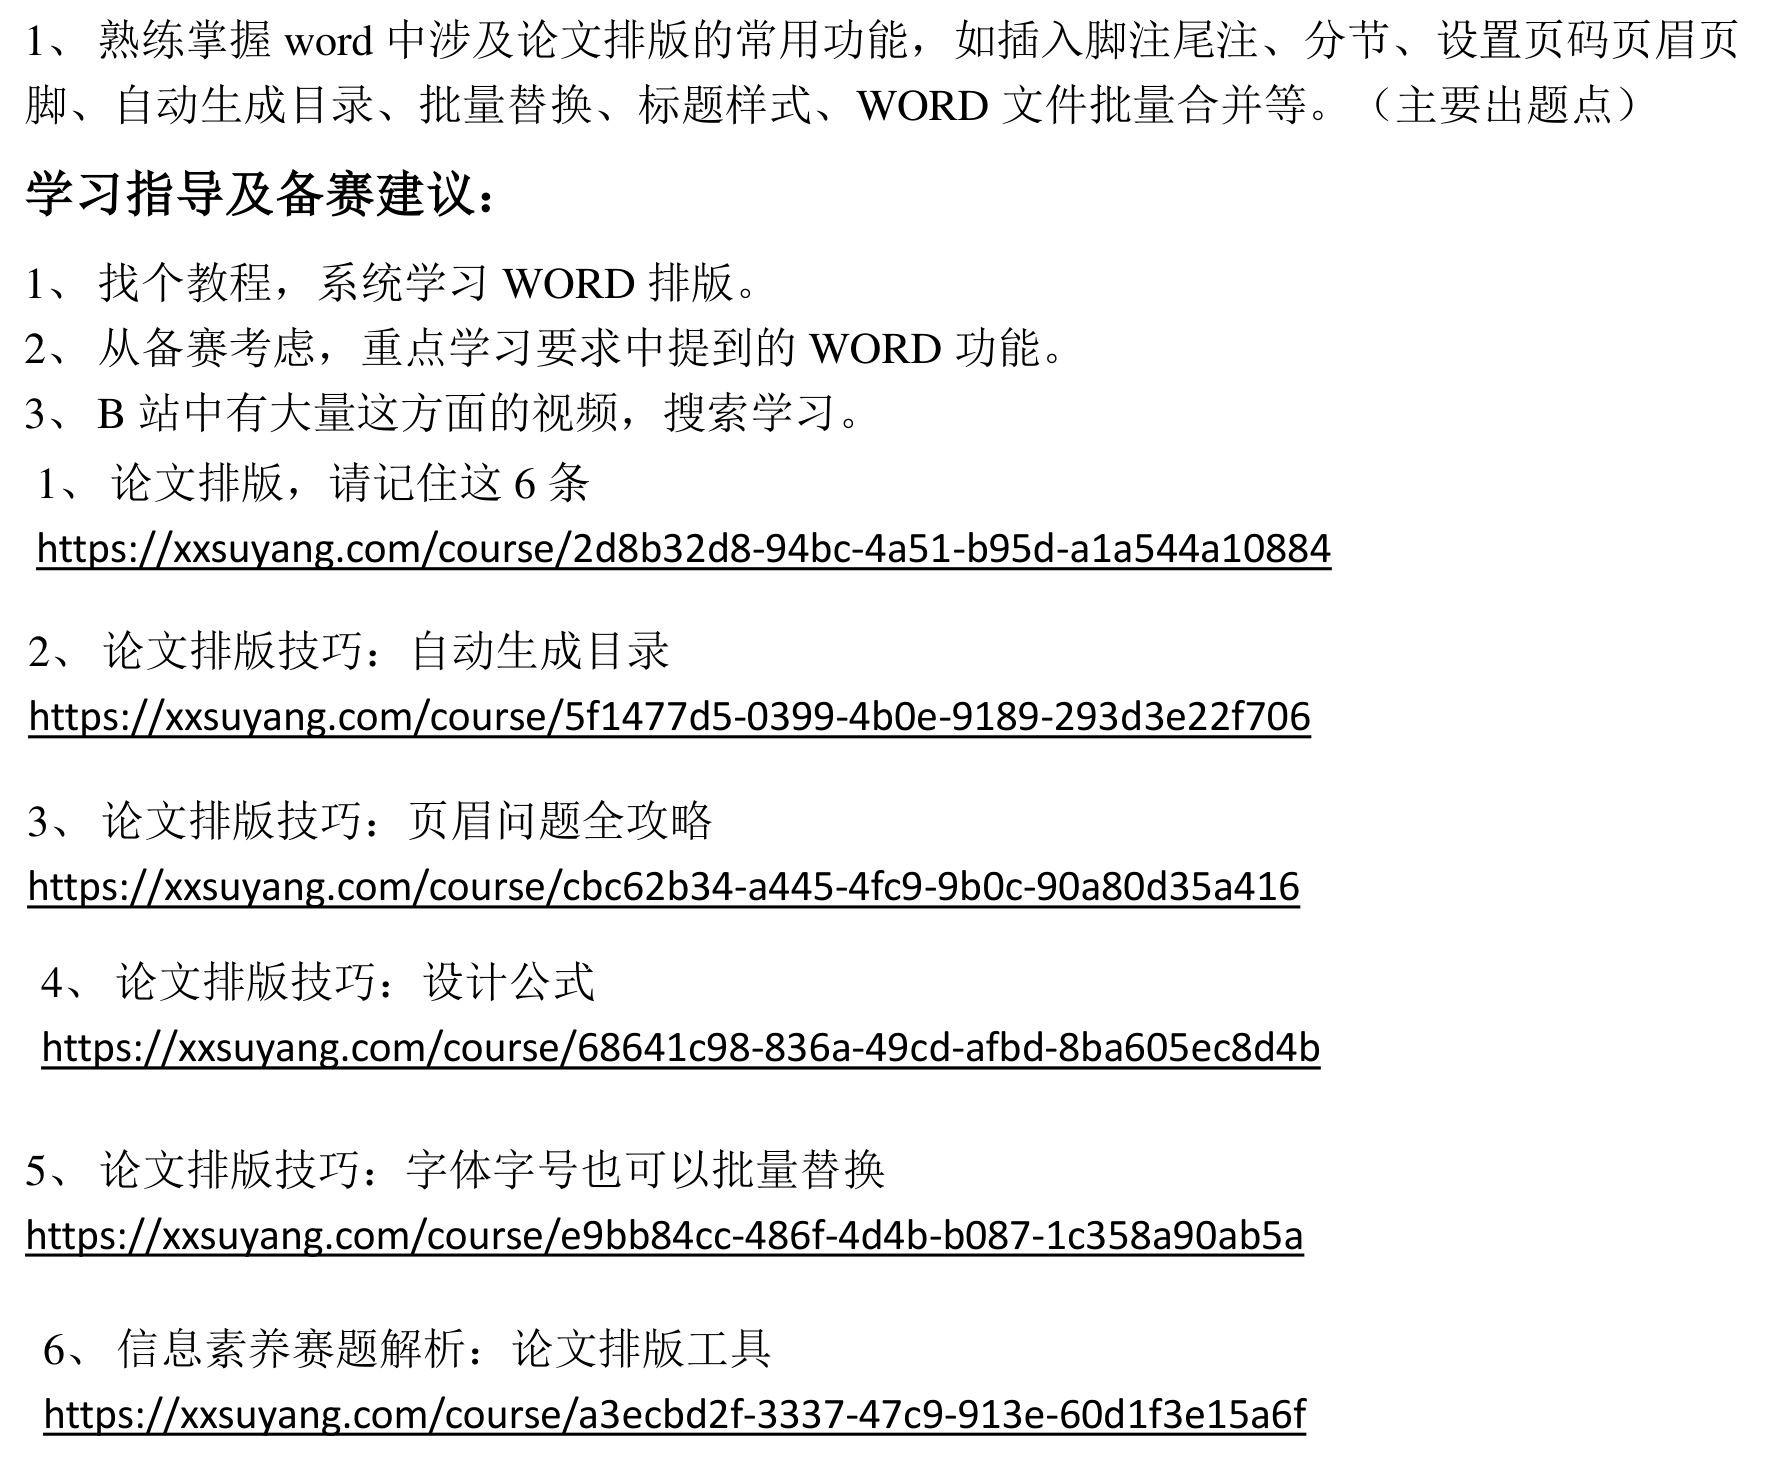 1、 熟练掌握 word 中涉及论文排版的常用功能，如插入脚注尾注、分节、设置页码页眉页
脚、自动生成目录、批量替换、标题样式、WORD 文件批量合并等。（主要出题点）
学习指导及备赛建议：
1、 找个教程，系统学习 WORD 排版。
2、 从备赛考虑，重点学习要求中提到的 WORD 功能。
3、 B 站中有大量这方面的视频，搜索学习。
1、 论文排版，请记住这 6 条
https://xxsuyang.com/course/2d8b32d8-94bc-4a51-b95d-a1a544a10884
2、 论文排版技巧：自动生成目录
https://xxsuyang.com/course/5f1477d5-0399-4b0e-9189-293d3e22f706
3、 论文排版技巧：页眉问题全攻略
https://xxsuyang.com/course/cbc62b34-a445-4fc9-9b0c-90a80d35a416
4、 论文排版技巧：设计公式
https://xxsuyang.com/course/68641c98-836a-49cd-afbd-8ba605ec8d4b
5、 论文排版技巧：字体字号也可以批量替换
https://xxsuyang.com/course/e9bb84cc-486f-4d4b-b087-1c358a90ab5a
6、 信息素养赛题解析：论文排版工具
https://xxsuyang.com/course/a3ecbd2f-3337-47c9-913e-60d1f3e15a6f